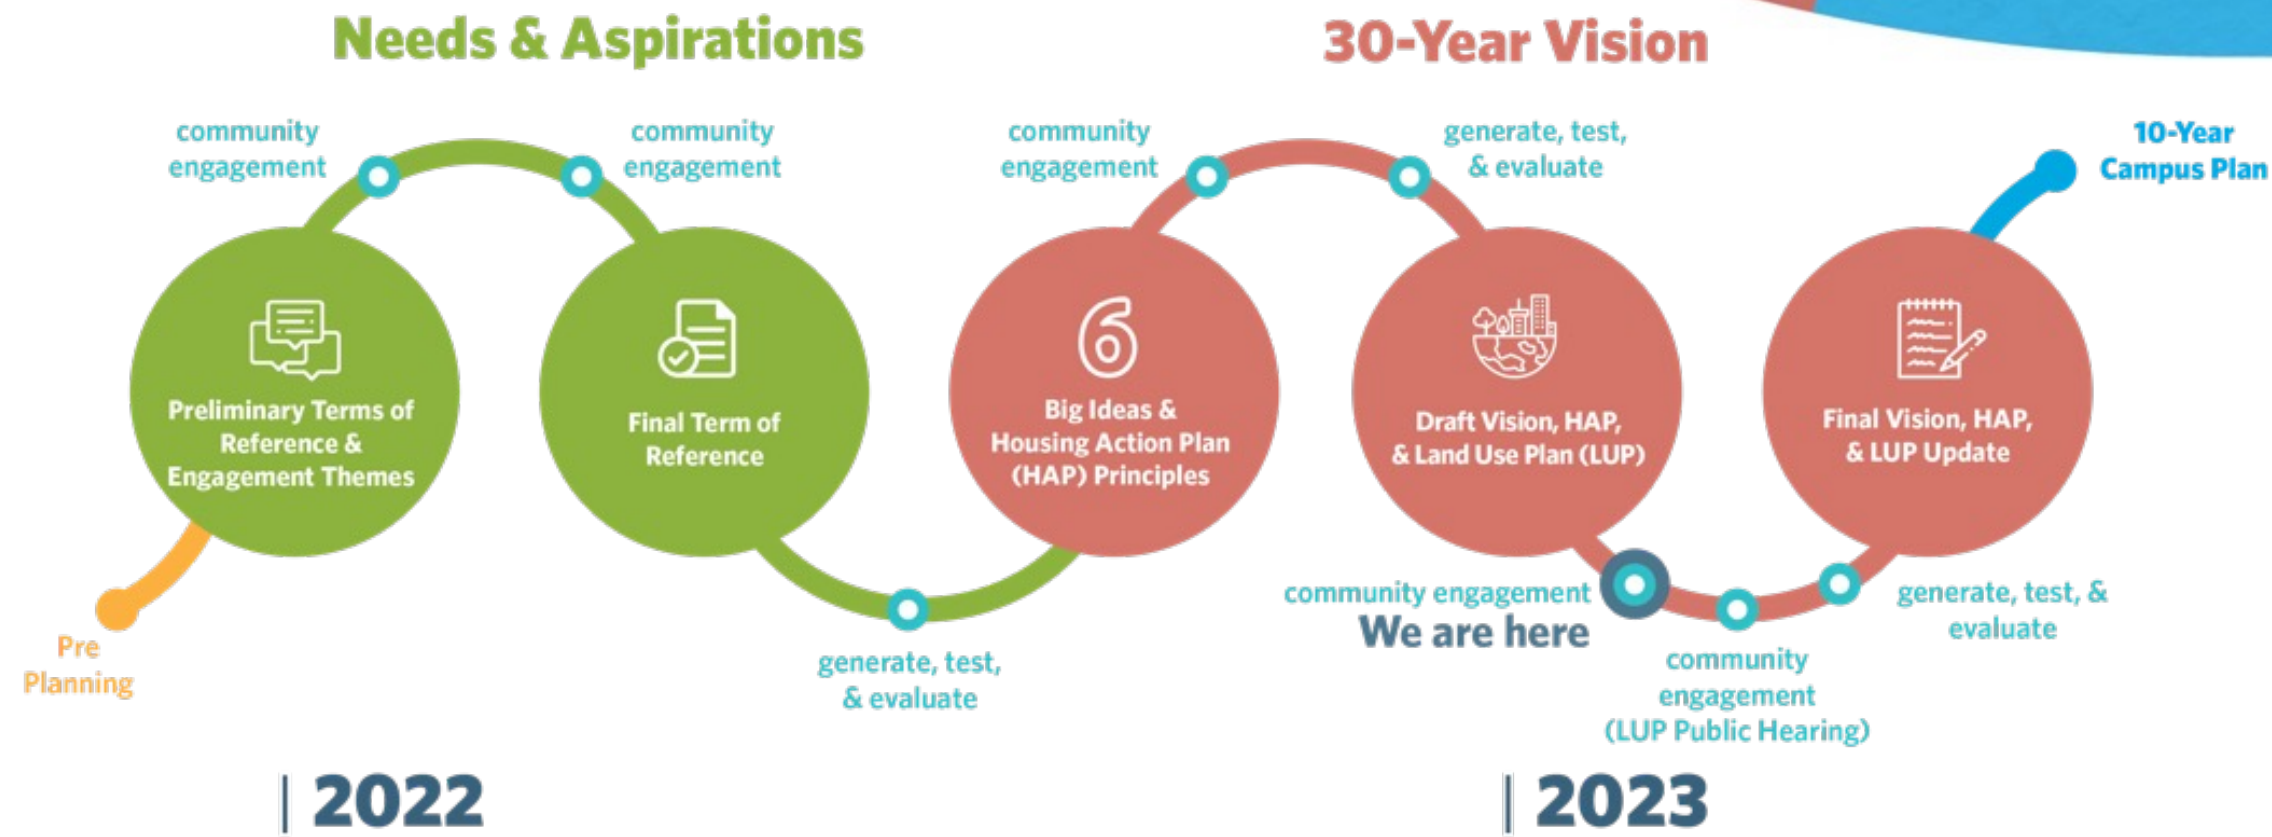 Needs & Aspirations
30-Year Vision
community
engagement
community
engagement
community
engagement
generate, test,
& evaluate
10-Year
Campus Plan
Preliminary Terms of
Reference &
Engagement Themes
Final Term of
Reference
6
Big Ideas &
Housing Action Plan
(HAP) Principles
Draft Vision, HAP,
& Land Use Plan (LUP)
Final Vision, HAP,
& LUP Update
Pre
Planning
generate, test,
& evaluate
community engagement
We are here
community
engagement
(LUP Public Hearing)
generate, test, &
evaluate
| 2022
| 2023